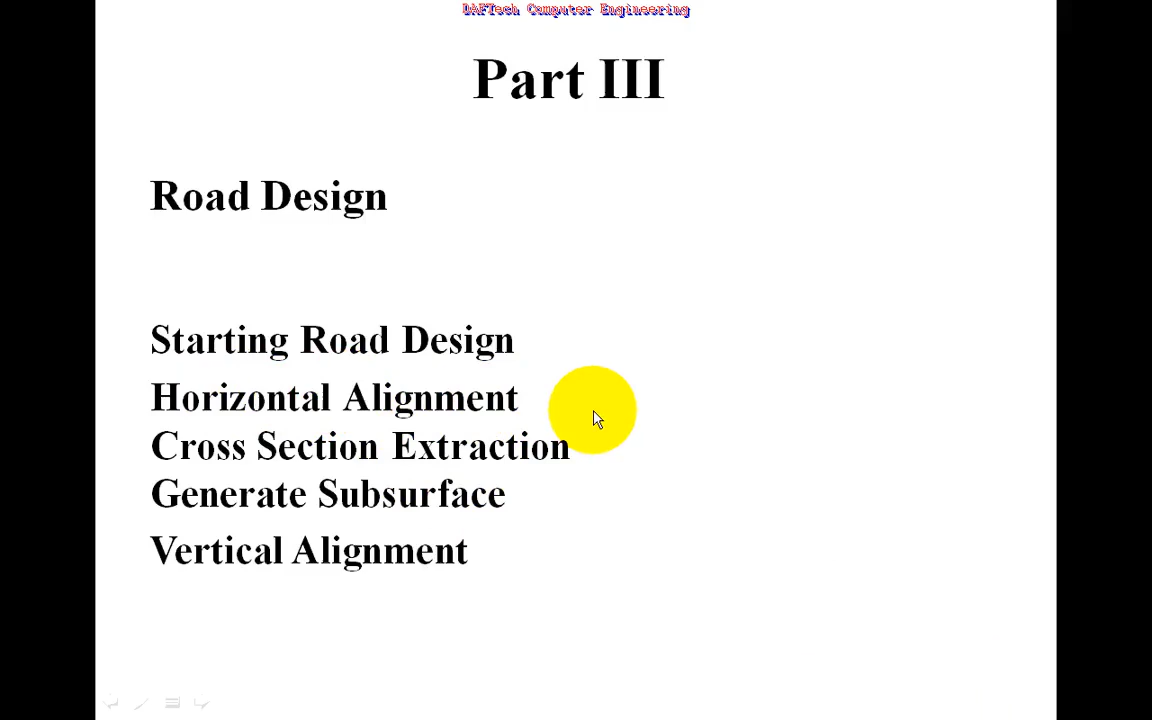 DAFTech Computer Engineering
Part III
Road Design
Starting Road Design
Horizontal Alignment
Cross Section Extraction
Generate Subsurface
Vertical Alignment